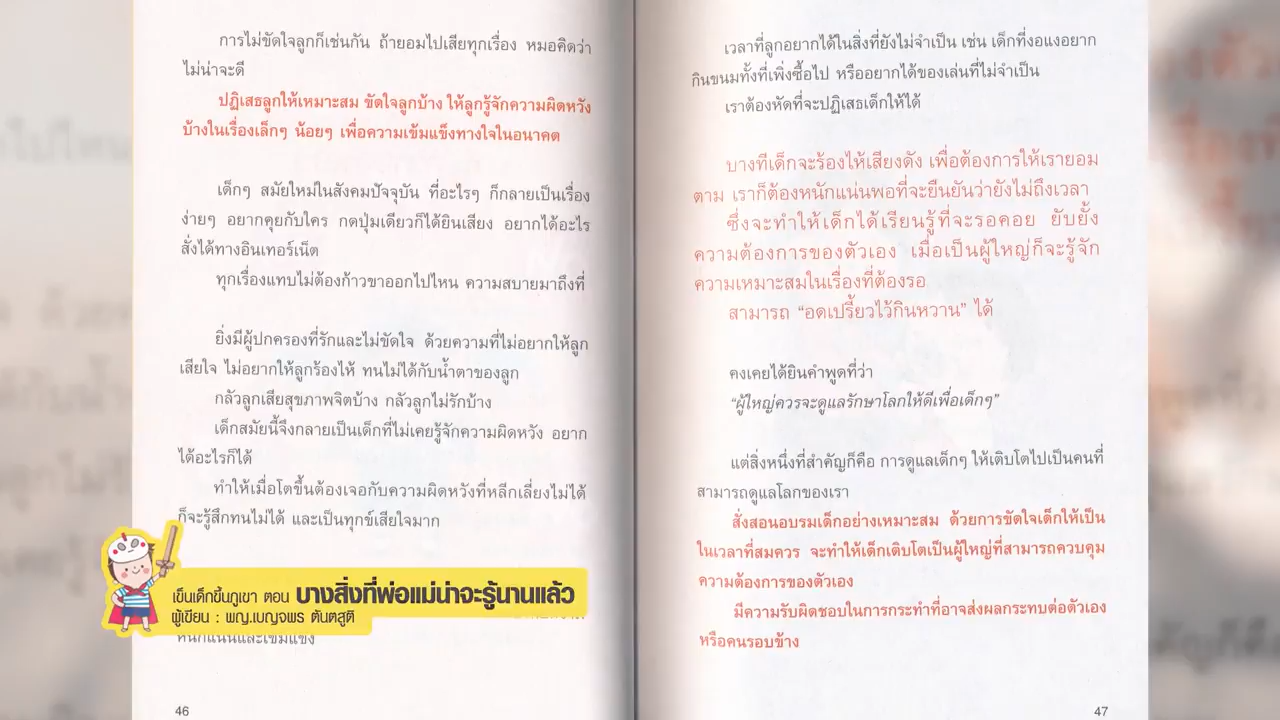 การไม่ขัดใจลูกก็เช่นกัน ถ้ายอมไปเสียทุกเรื่อง หมอคิดว่า
ไม่น่าจะดี
ปฏิเสธลูกให้เหมาะสม ขัดใจลูกบ้าง ให้ลูกรู้จักความผิดหวัง
บ้างในเรื่องเล็กๆ น้อยๆ เพื่อความเข้มแข็งทางใจในอนาคต
เด็กๆ สมัยใหม่ในสังคมปัจจุบัน ที่อะไรๆ ก็กลายเป็นเรื่อง
ง่ายๆ อยากคุยกับใคร กดปุ่มเดียวก็ได้ยินเสียง อยากได้อะไร
สั่งได้ทางอินเทอร์เน็ต
ทุกเรื่องแทบไม่ต้องก้าวขาออกไปไหน ความสบายมาถึงที่
ยิ่งมีผู้ปกครองที่รักและไม่ขัดใจ ด้วยความที่ไม่อยากให้ลูก
เสียใจ ไม่อยากให้ลูกร้องไห้ ทนไม่ได้กับน้ำตาของลูก
กลัวลูกเสียสุขภาพจิตบ้าง กลัวลูกไม่รักบ้าง
เด็กสมัยนี้จึงกลายเป็นเด็กที่ไม่เคยรู้จักความผิดหวัง อยาก
ได้อะไรก็ได้
ทำให้เมื่อโตขึ้นต้องเจอกับความผิดหวังที่หลีกเลี่ยงไม่ได้
ก็จะรู้สึกทนไม่ได้ และเป็นทุกข์เสียใจมาก
เข็นเด็กขึ้นภูเขา ตอน บางสิ่งที่พ่อแม่น่าจะรู้นานแล้ว
ผู้เขียน : พญ.เบญจพร ตันตสูติ
หนักแน่นและเข้มแข็ง
46
เวลาที่ลูกอยากได้ในสิ่งที่ยังไม่จำเป็น เช่น เด็กที่งอแงอยาก
กินขนมทั้งที่เพิ่งซื้อไป หรืออยากได้ของเล่นที่ไม่จำเป็น
เราต้องหัดที่จะปฏิเสธเด็กให้ได้
บางทีเด็กจะร้องไห้เสียงดัง เพื่อต้องการให้เรายอม
ตาม เราก็ต้องหนักแน่นพอที่จะยืนยันว่ายังไม่ถึงเวลา
ซึ่งจะทำให้เด็กได้เรียนรู้ที่จะรอคอย ยับยั้ง
ความต้องการของตัวเอง เมื่อเป็นผู้ใหญ่ก็จะรู้จัก
ความเหมาะสมในเรื่องที่ต้องรอ
สามารถ “อดเปรี้ยวไว้กินหวาน” ได้
คงเคยได้ยินคำพูดที่ว่า
“ผู้ใหญ่ควรจะดูแลรักษาโลกให้ดีเพื่อเด็กๆ”
แต่สิ่งหนึ่งที่สำคัญก็คือ การดูแลเด็กๆ ให้เติบโตไปเป็นคนที่
สามารถดูแลโลกของเรา
สั่งสอนอบรมเด็กอย่างเหมาะสม ด้วยการขัดใจเด็กให้เป็น
ในเวลาที่สมควร จะทำให้เด็กเติบโตเป็นผู้ใหญ่ที่สามารถควบคุม
ความต้องการของตัวเอง
มีความรับผิดชอบในการกระทำที่อาจส่งผลกระทบต่อตัวเอง
หรือคนรอบข้าง
47